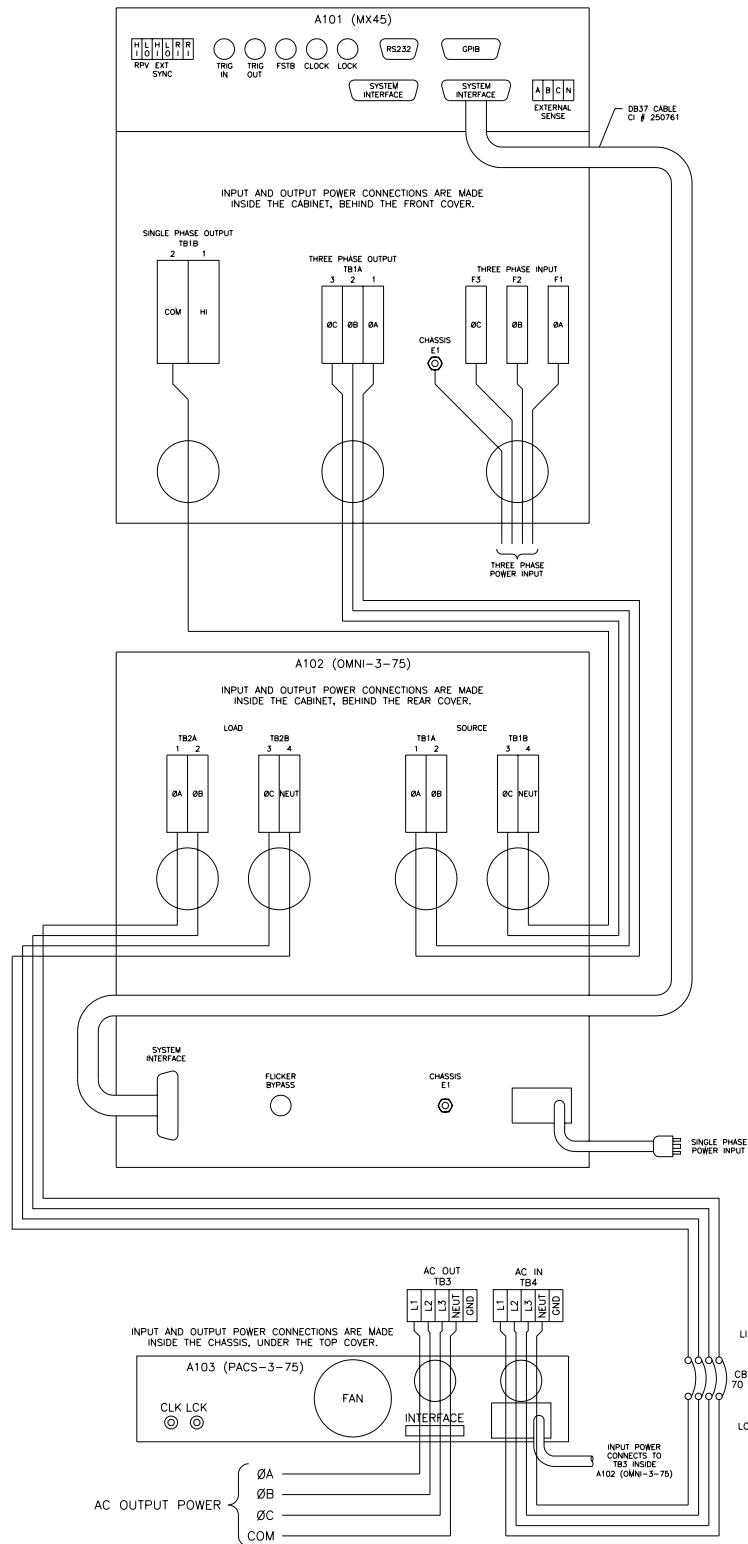 A101 (MX45)
HI LO HI LO RI RI
RPV EXT SYNC
TRIG IN
TRIG OUT
FSTB
CLOCK
LOCK
RS232
GPIB
SYSTEM INTERFACE
SYSTEM INTERFACE
A B C N
EXTERNAL SENSE
DB37 CABLE
CI # 250761
INPUT AND OUTPUT POWER CONNECTIONS ARE MADE
INSIDE THE CABINET, BEHIND THE FRONT COVER.
SINGLE PHASE OUTPUT
TB1B
2 1
COM HI
THREE PHASE OUTPUT
TB1A
3 2 1
ØC ØB ØA
CHASSIS
E1
THREE PHASE INPUT
F3 F2 F1
ØC ØB ØA
THREE PHASE
POWER INPUT
A102 (OMNI-3-75)
INPUT AND OUTPUT POWER CONNECTIONS ARE MADE
INSIDE THE CABINET, BEHIND THE REAR COVER.
LOAD
SOURCE
TB2A
1 2
ØA ØB
TB2B
3 4
ØC NEUT
TB1A
1 2
ØA ØB
TB1B
3 4
ØC NEUT
SYSTEM
INTERFACE
FLICKER
BYPASS
CHASSIS
E1
SINGLE PHASE
POWER INPUT
AC OUT
TB3
L1 L2 L3 NEUT GND
AC IN
TB4
L1 L2 L3 NEUT GND
INPUT AND OUTPUT POWER CONNECTIONS ARE MADE
INSIDE THE CHASSIS, UNDER THE TOP COVER.
A103 (PACS-3-75)
CLK LCK
FAN
INTERFACE
LI
CB
70
LO
INPUT POWER
CONNECTS TO
TB3 INSIDE
A102 (OMNI-3-75)
AC OUTPUT POWER
ØA
ØB
ØC
COM